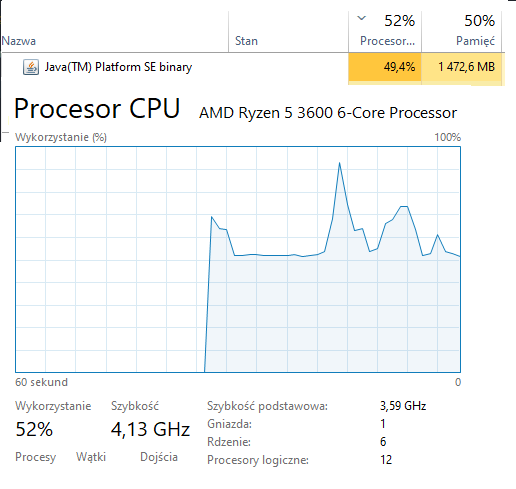 52% 50%
Nazwa Stan Procesor... Pamięć
Java(TM) Platform SE binary 49,4% 1 472,6 MB
Procesor CPU AMD Ryzen 5 3600 6-Core Processor
Wykorzystanie (%) 100%
60 sekund 0
Wykorzystanie Szybkość Szybkość podstawowa: 3,59 GHz
52% 4,13 GHz Gniazda: 1
Rdzenie: 6
Procesy Wątki Dojścia Procesory logiczne: 12